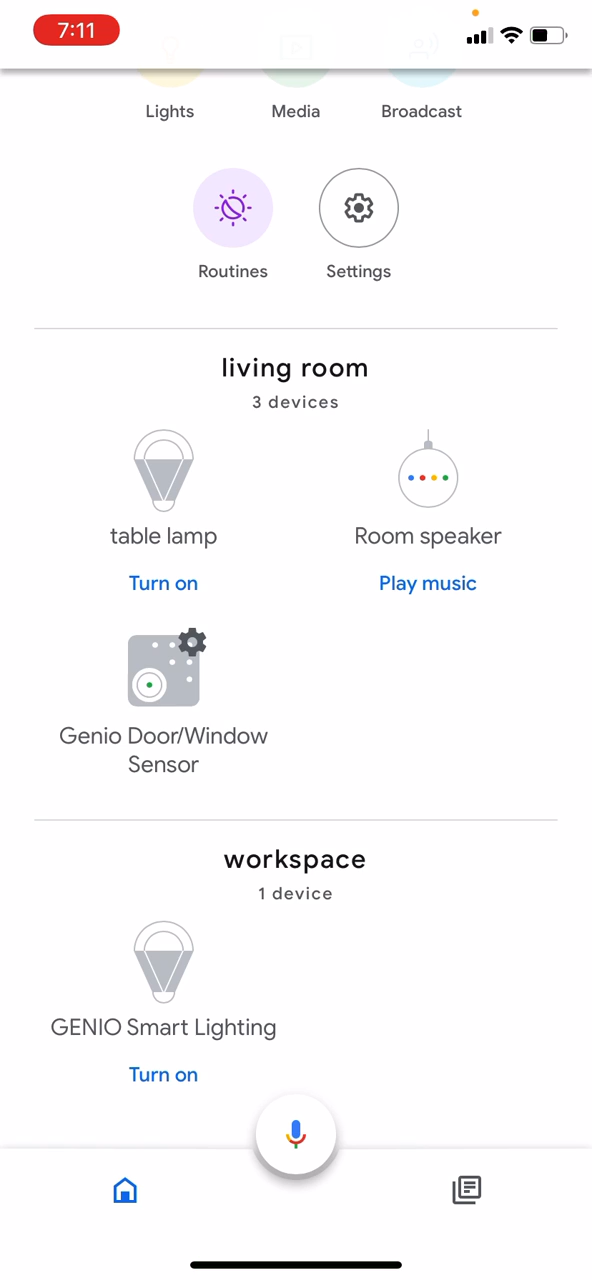 7:11
Lights
Media
Broadcast
Routines
Settings
living room
3 devices
table lamp
Room speaker
Turn on
Play music
Genio Door/Window
Sensor
workspace
1 device
GENIO Smart Lighting
Turn on